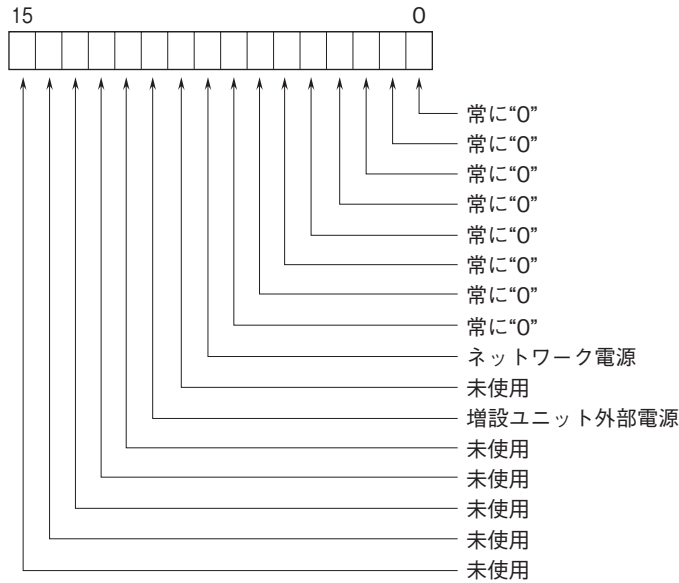 15 0
常に“0”
常に“0”
常に“0”
常に“0”
常に“0”
常に“0”
常に“0”
常に“0”
ネットワーク電源
未使用
増設ユニット外部電源
未使用
未使用
未使用
未使用
未使用